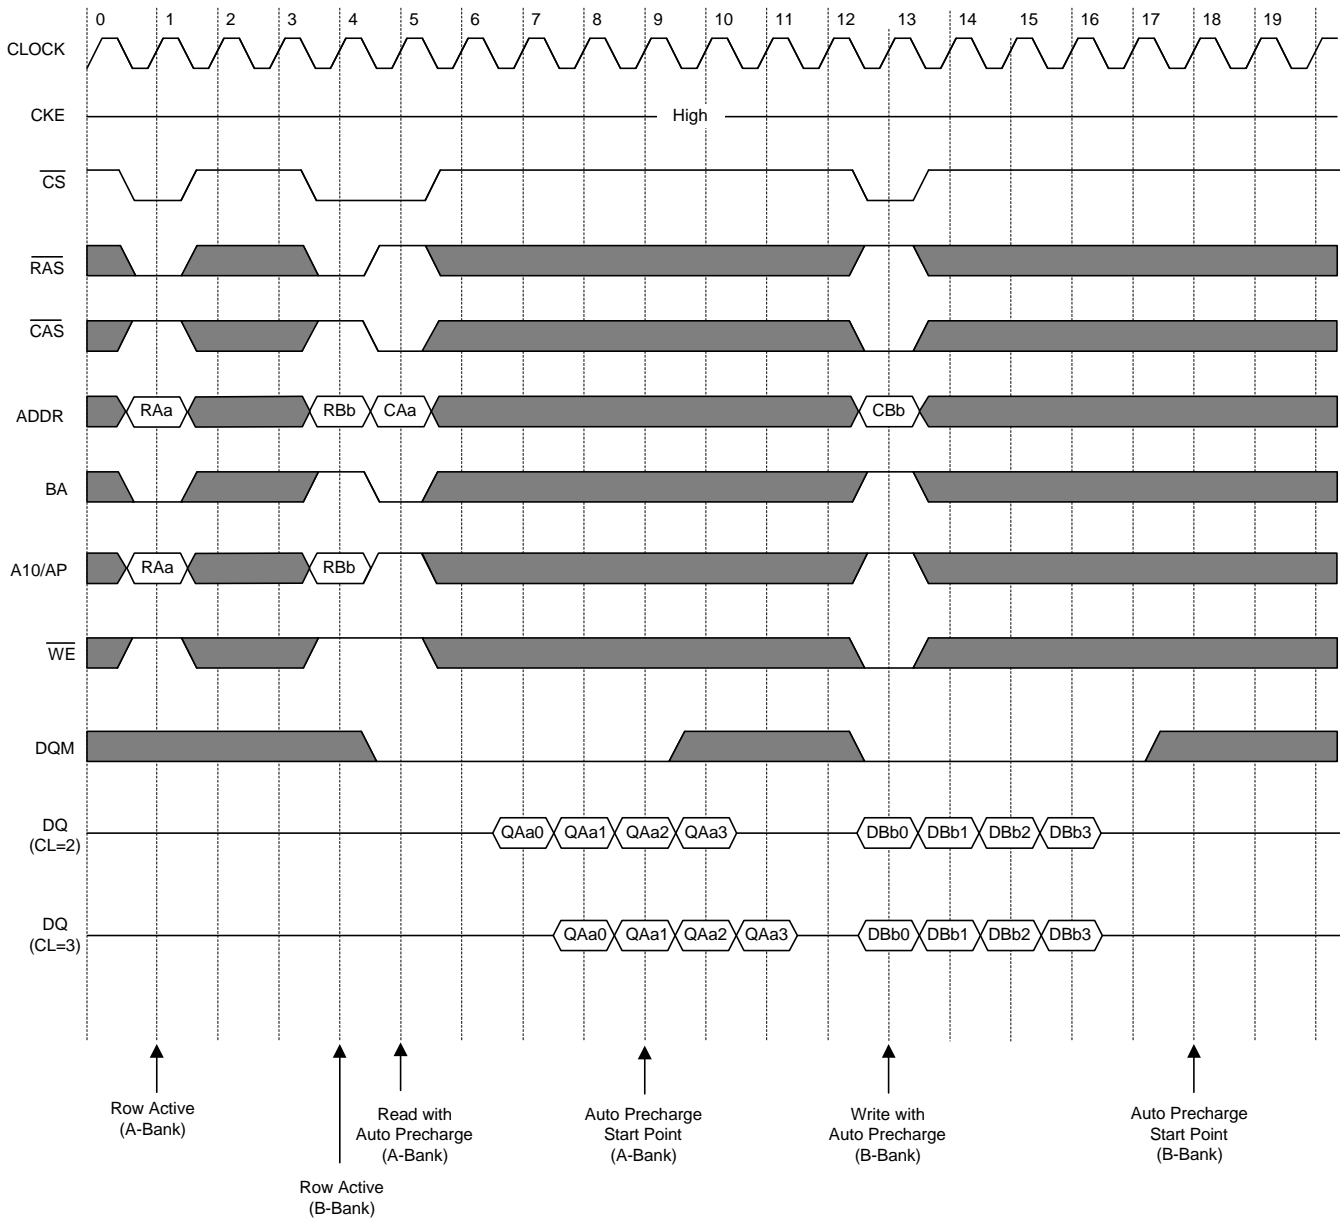 0 1 2 3 4 5 6 7 8 9 10 11 12 13 14 15 16 17 18 19
CLOCK
CKE High
CS
RAS
CAS
ADDR RAa RBb CAa CBb
BA
A10/AP RAa RBb
WE
DQM
DQ
(CL=2)
QAa0 QAa1 QAa2 QAa3 DBb0 DBb1 DBb2 DBb3
DQ
(CL=3)
QAa0 QAa1 QAa2 QAa3 DBb0 DBb1 DBb2 DBb3
Row Active
(A-Bank)
Row Active
(B-Bank)
Read with
Auto Precharge
(A-Bank)
Auto Precharge
Start Point
(A-Bank)
Write with
Auto Precharge
(B-Bank)
Auto Precharge
Start Point
(B-Bank)